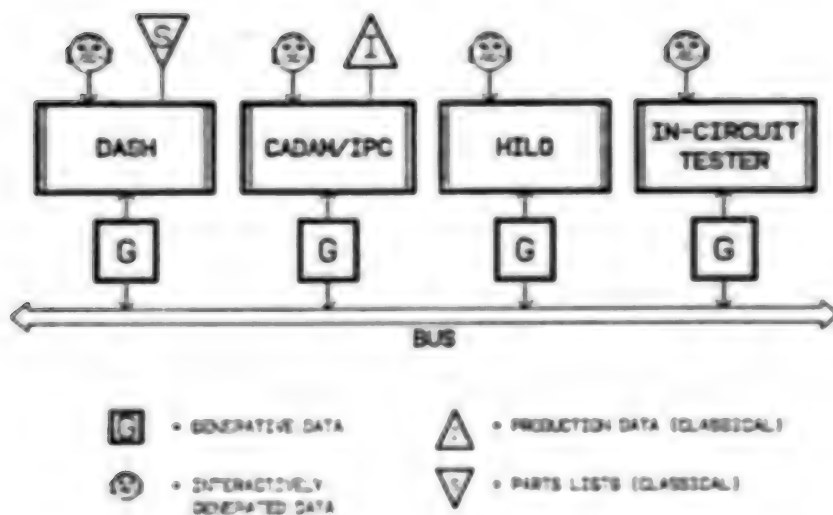 S
I
DASH
CADAM/IPC
HILO
IN-CIRCUIT
TESTER
G
G
G
G
BUS
G = GENERATIVE DATA
= PRODUCTION DATA (CLASSICAL)
= INTERACTIVELY
GENERATED DATA
S = PARTS LISTS (CLASSICAL)